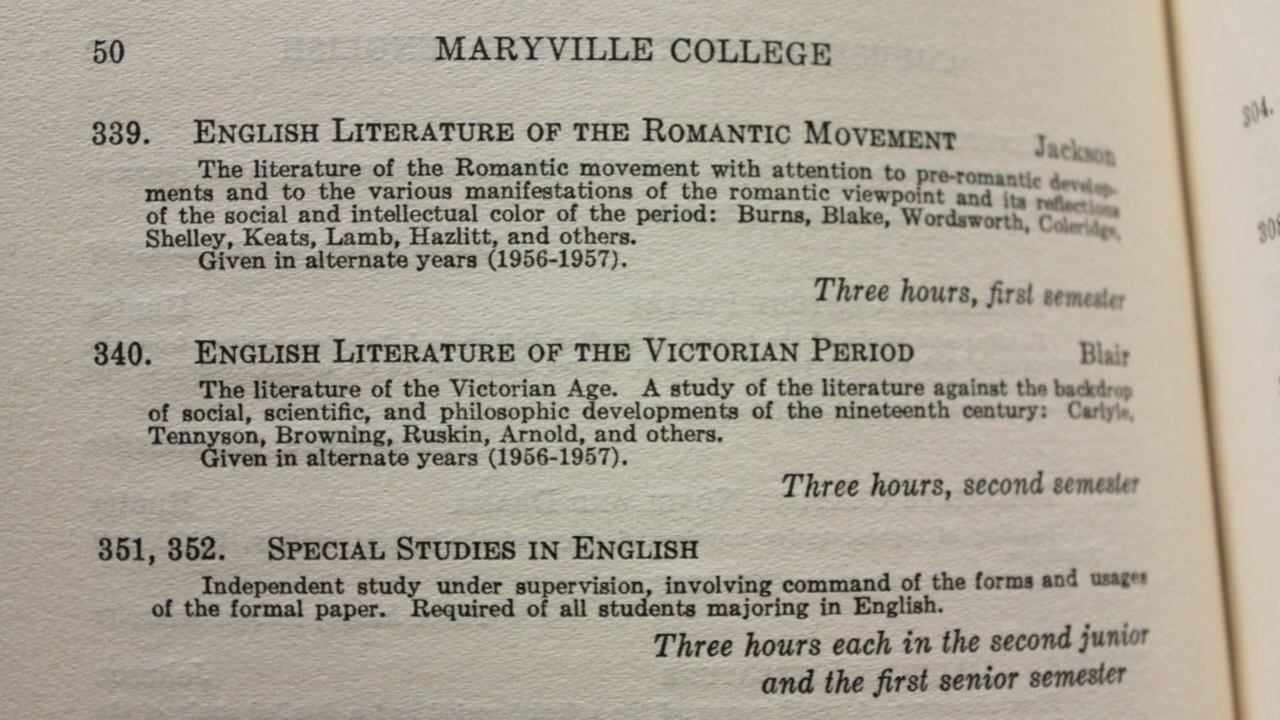 50 MARYVILLE COLLEGE
339. ENGLISH LITERATURE OF THE ROMANTIC MOVEMENT Jackson
The literature of the Romantic movement with attention to pre-romantic develop-
ments and to the various manifestations of the romantic viewpoint and its reflections
of the social and intellectual color of the period: Burns, Blake, Wordsworth, Coleridge,
Shelley, Keats, Lamb, Hazlitt, and others.
Given in alternate years (1956-1957).
Three hours, first semester
340. ENGLISH LITERATURE OF THE VICTORIAN PERIOD Blair
The literature of the Victorian Age. A study of the literature against the backdrop
of social, scientific, and philosophic developments of the nineteenth century: Carlyle,
Tennyson, Browning, Ruskin, Arnold, and others.
Given in alternate years (1956-1957).
Three hours, second semester
351, 352. SPECIAL STUDIES IN ENGLISH
Independent study under supervision, involving command of the forms and usages
of the formal paper. Required of all students majoring in English.
Three hours each in the second junior
and the first senior semester
304.